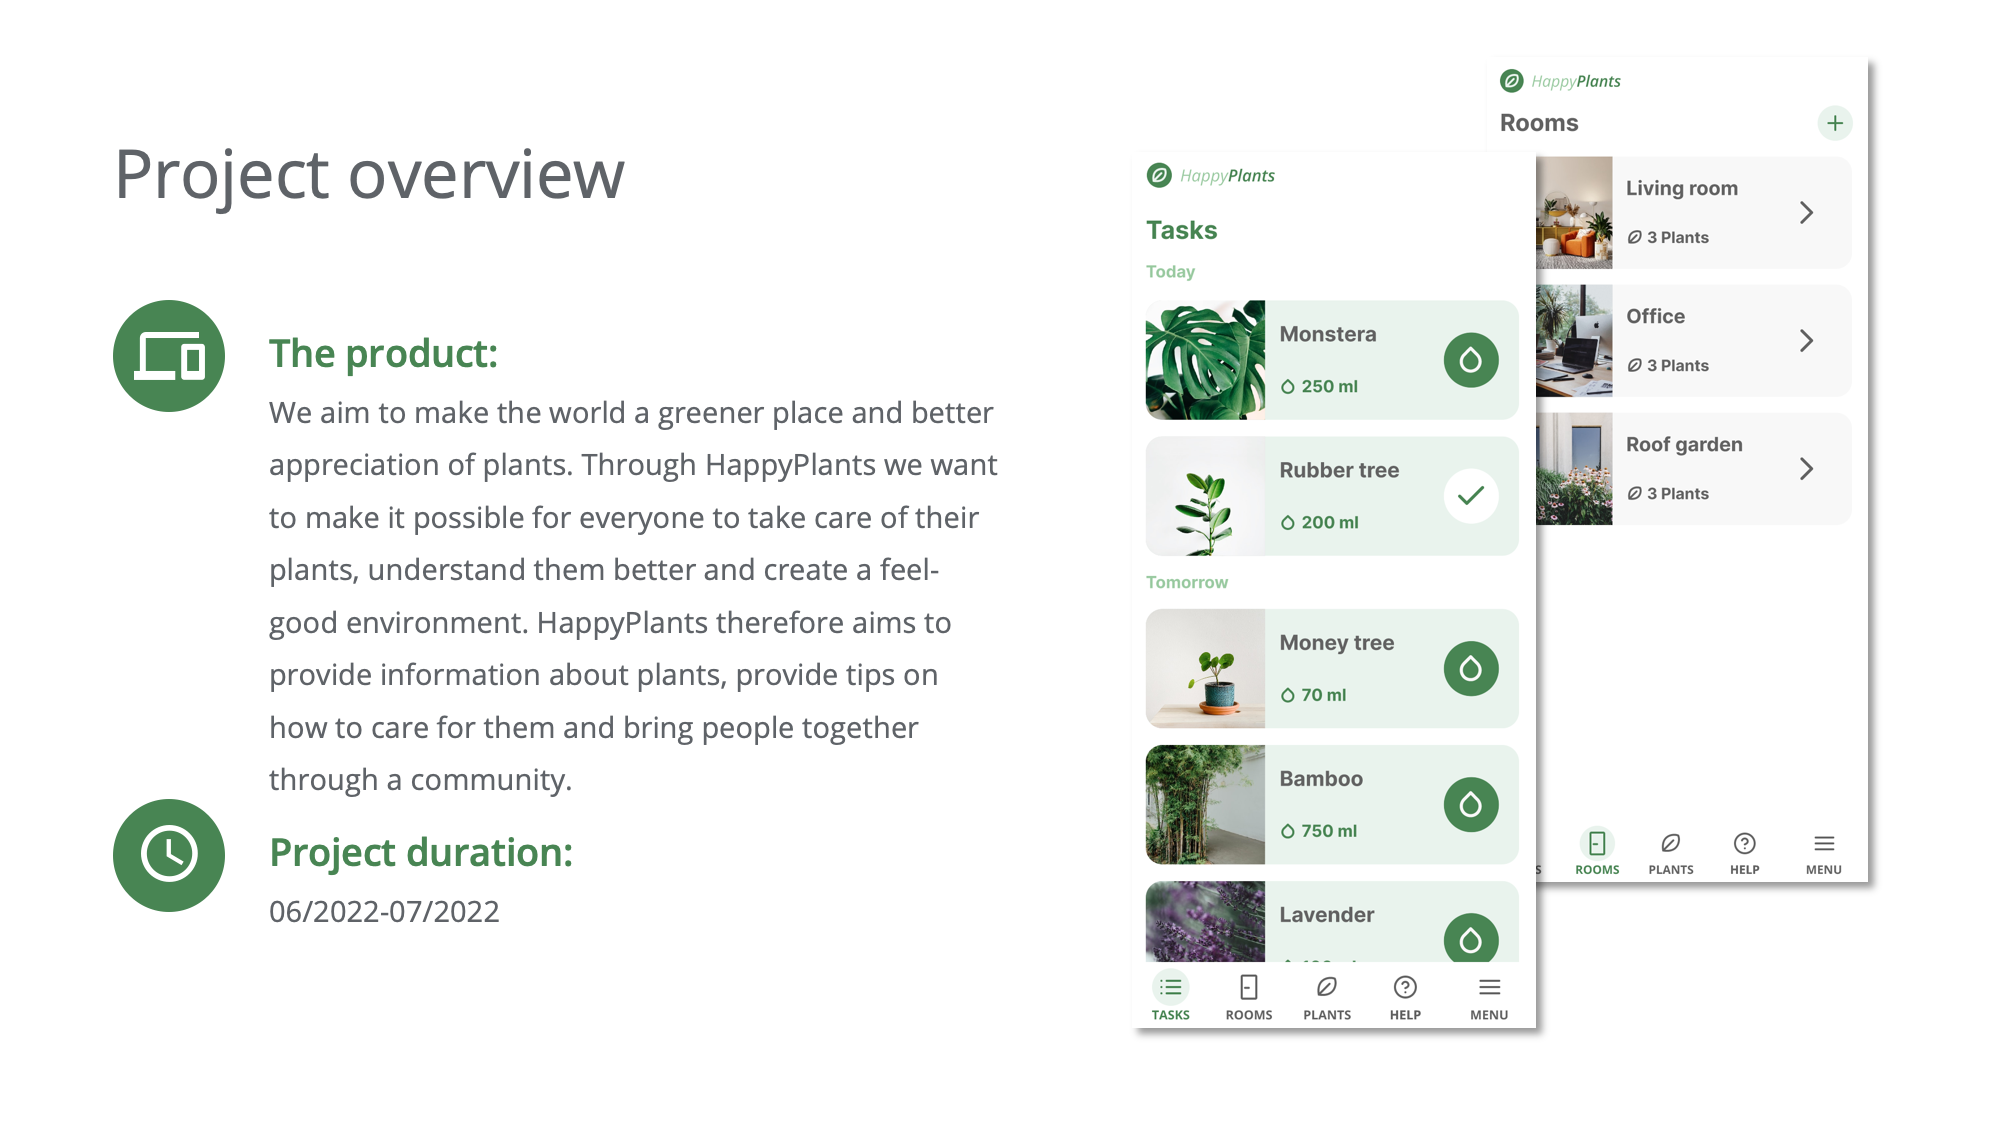 Project overview
The product:
We aim to make the world a greener place and better
appreciation of plants. Through HappyPlants we want
to make it possible for everyone to take care of their
plants, understand them better and create a feel-
good environment. HappyPlants therefore aims to
provide information about plants, provide tips on
how to care for them and bring people together
through a community.
Project duration:
06/2022-07/2022
HappyPlants
Tasks
Today
Monstera
250 ml
Rubber tree
200 ml
Tomorrow
Money tree
70 ml
Bamboo
750 ml
Lavender
TASKS ROOMS PLANTS HELP MENU
HappyPlants
Rooms
Living room
3 Plants
Office
3 Plants
Roof garden
3 Plants
ROOMS PLANTS HELP MENU